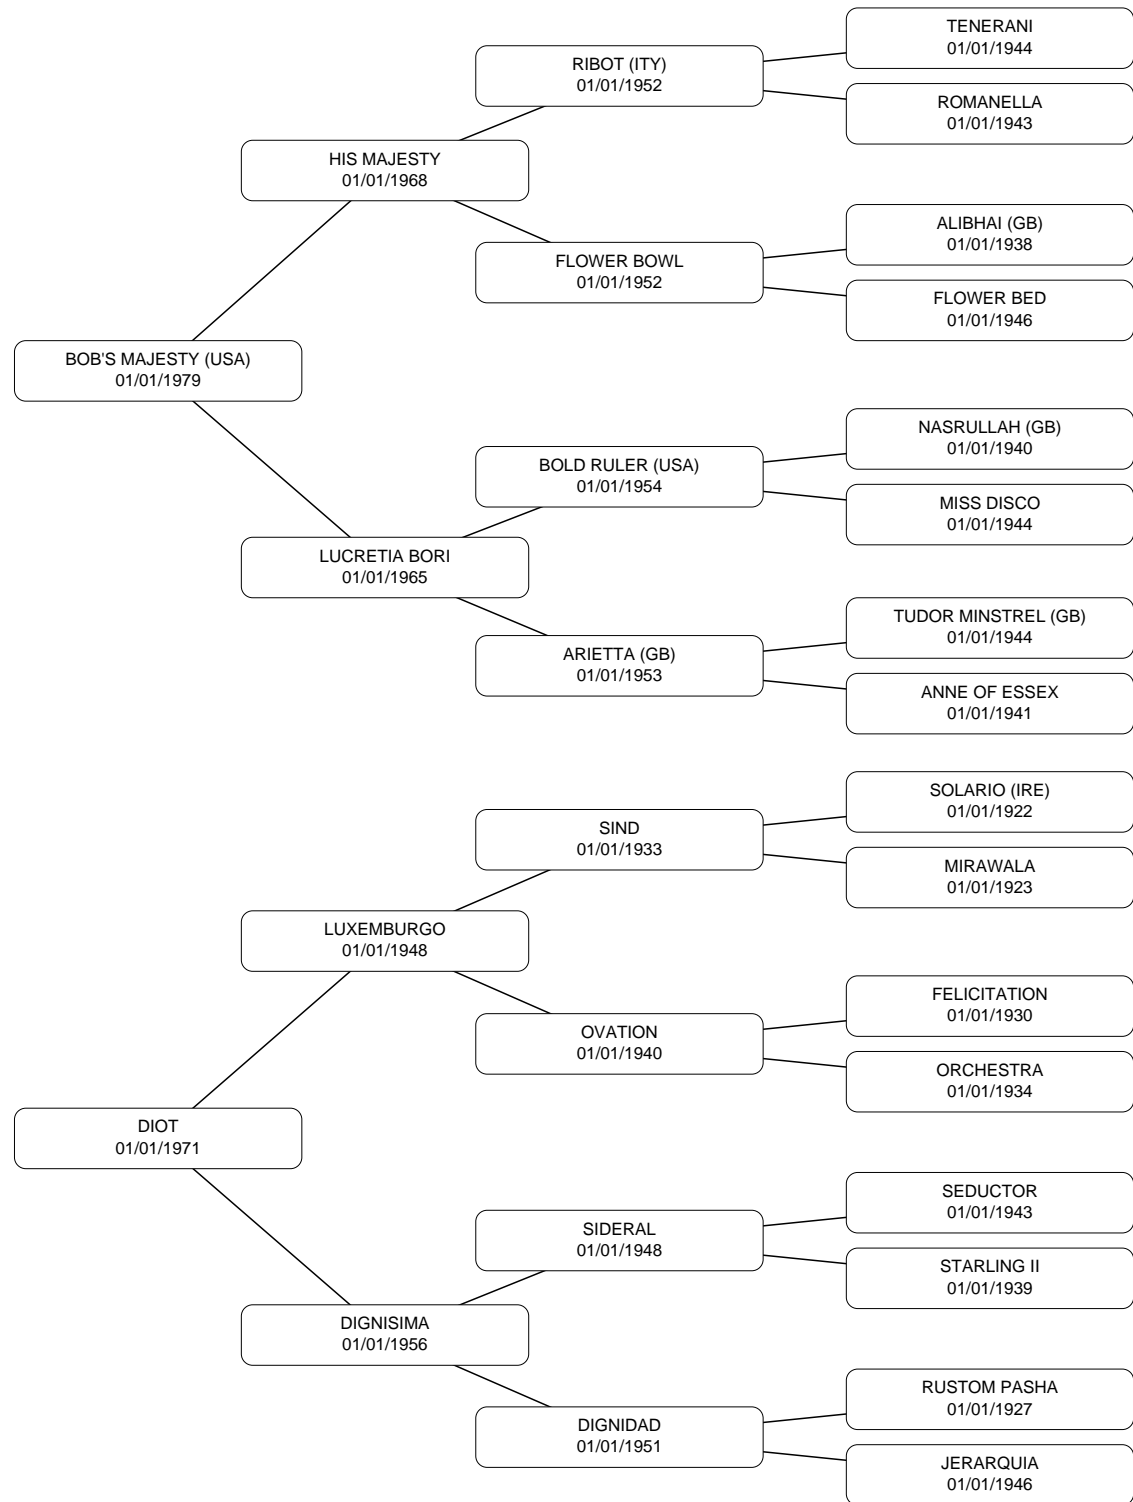 TENERANI
01/01/1944
RIBOT (ITY)
01/01/1952
ROMANELLA
01/01/1943
HIS MAJESTY
01/01/1968
ALIBHAI (GB)
01/01/1938
FLOWER BOWL
01/01/1952
FLOWER BED
01/01/1946
BOB'S MAJESTY (USA)
01/01/1979
NASRULLAH (GB)
01/01/1940
BOLD RULER (USA)
01/01/1954
MISS DISCO
01/01/1944
LUCRETIA BORI
01/01/1965
TUDOR MINSTREL (GB)
01/01/1944
ARIETTA (GB)
01/01/1953
ANNE OF ESSEX
01/01/1941
SOLARIO (IRE)
01/01/1922
SIND
01/01/1933
MIRAWALA
01/01/1923
LUXEMBURGO
01/01/1948
FELICITATION
01/01/1930
OVATION
01/01/1940
ORCHESTRA
01/01/1934
DIOT
01/01/1971
SEDUCTOR
01/01/1943
SIDERAL
01/01/1948
STARLING II
01/01/1939
DIGNISIMA
01/01/1956
RUSTOM PASHA
01/01/1927
DIGNIDAD
01/01/1951
JERARQUIA
01/01/1946